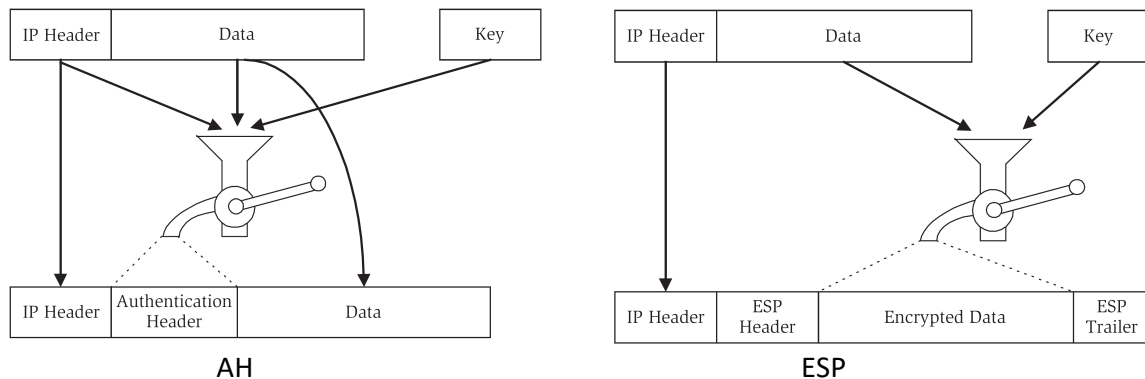 IP Header Data Key
Authentication
Header
IP Header Data
AH
IP Header Data Key
IP Header
ESP
Header
Encrypted Data
ESP
Trailer
ESP